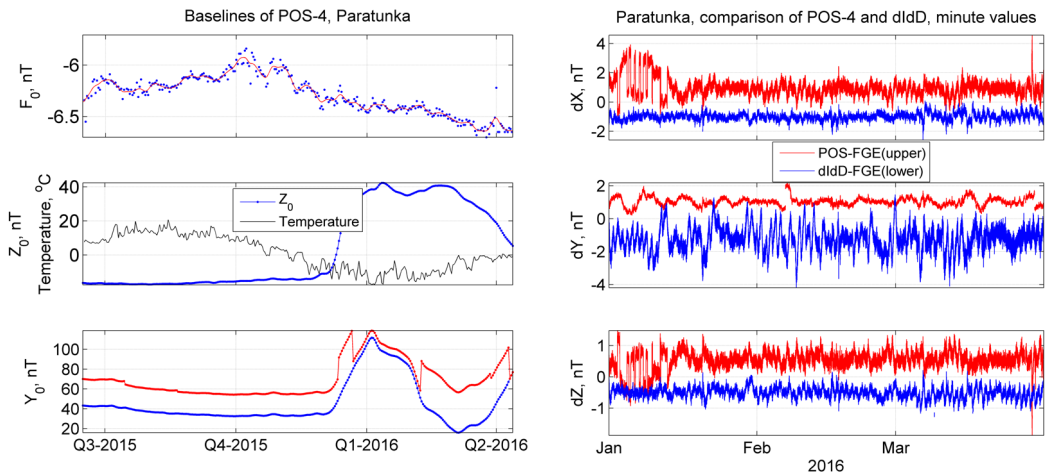 Baselines of POS-4, Paratunka
F0, nT
-6
-6.5
Z0, nT
Temperature, °C
40
20
0
Z0
Temperature
Y0, nT
100
80
60
40
20
Q3-2015
Q4-2015
Q1-2016
Q2-2016
Paratunka, comparison of POS-4 and dIdD, minute values
dX, nT
4
2
0
-2
POS-FGE(upper)
dIdD-FGE(lower)
dY, nT
2
0
-2
-4
dZ, nT
1
0
-1
Jan
Feb
Mar
2016